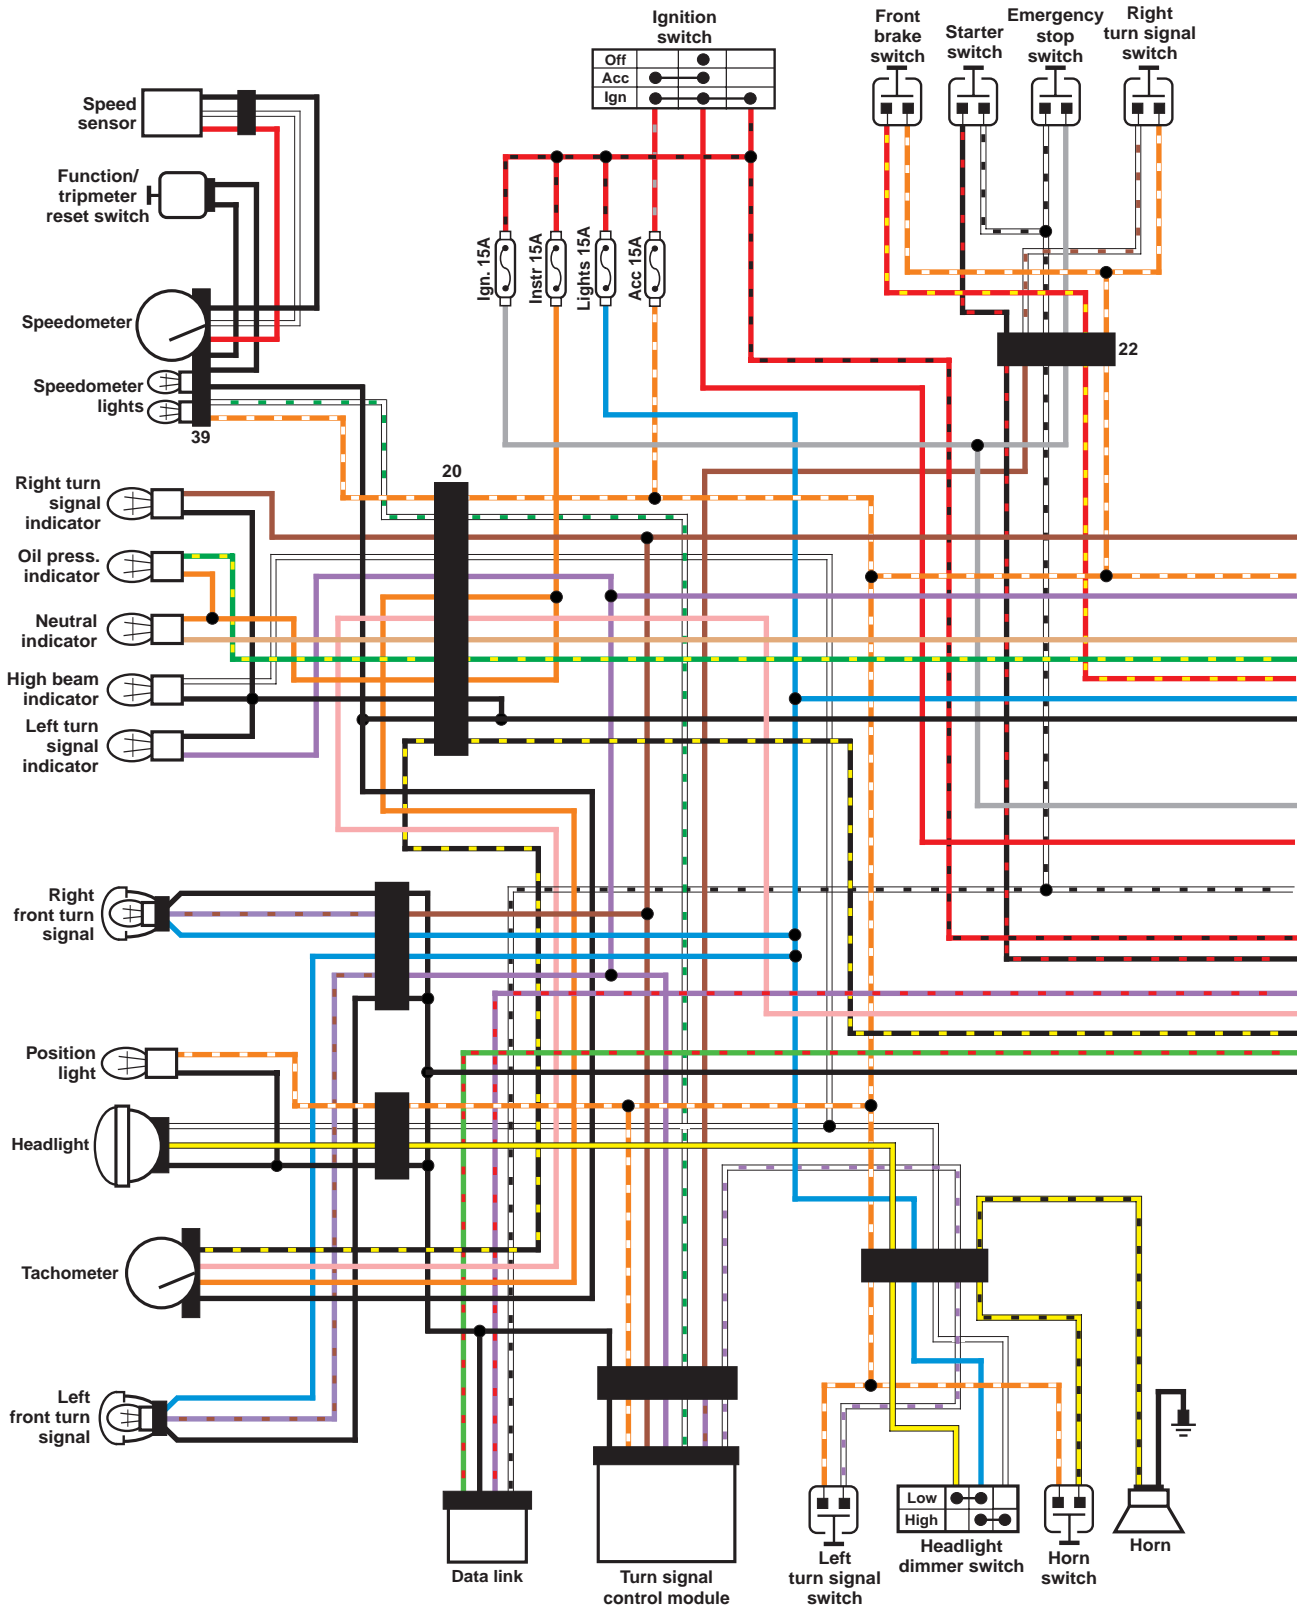 Ignition
switch
Off
Acc
Ign
Front
brake
switch
Starter
switch
Emergency
stop
switch
Right
turn signal
switch
Speed
sensor
Function/
tripmeter
reset switch
Ign. 15A
Instr 15A
Lights 15A
Acc 15A
Speedometer
22
Speedometer
lights
39
20
Right turn
signal
indicator
Oil press.
indicator
Neutral
indicator
High beam
indicator
Left turn
signal
indicator
Right
front turn
signal
Position
light
Headlight
Tachometer
Left
front turn
signal
Low
High
Data link
Turn signal
control module
Left
turn signal
switch
Headlight
dimmer switch
Horn
switch
Horn